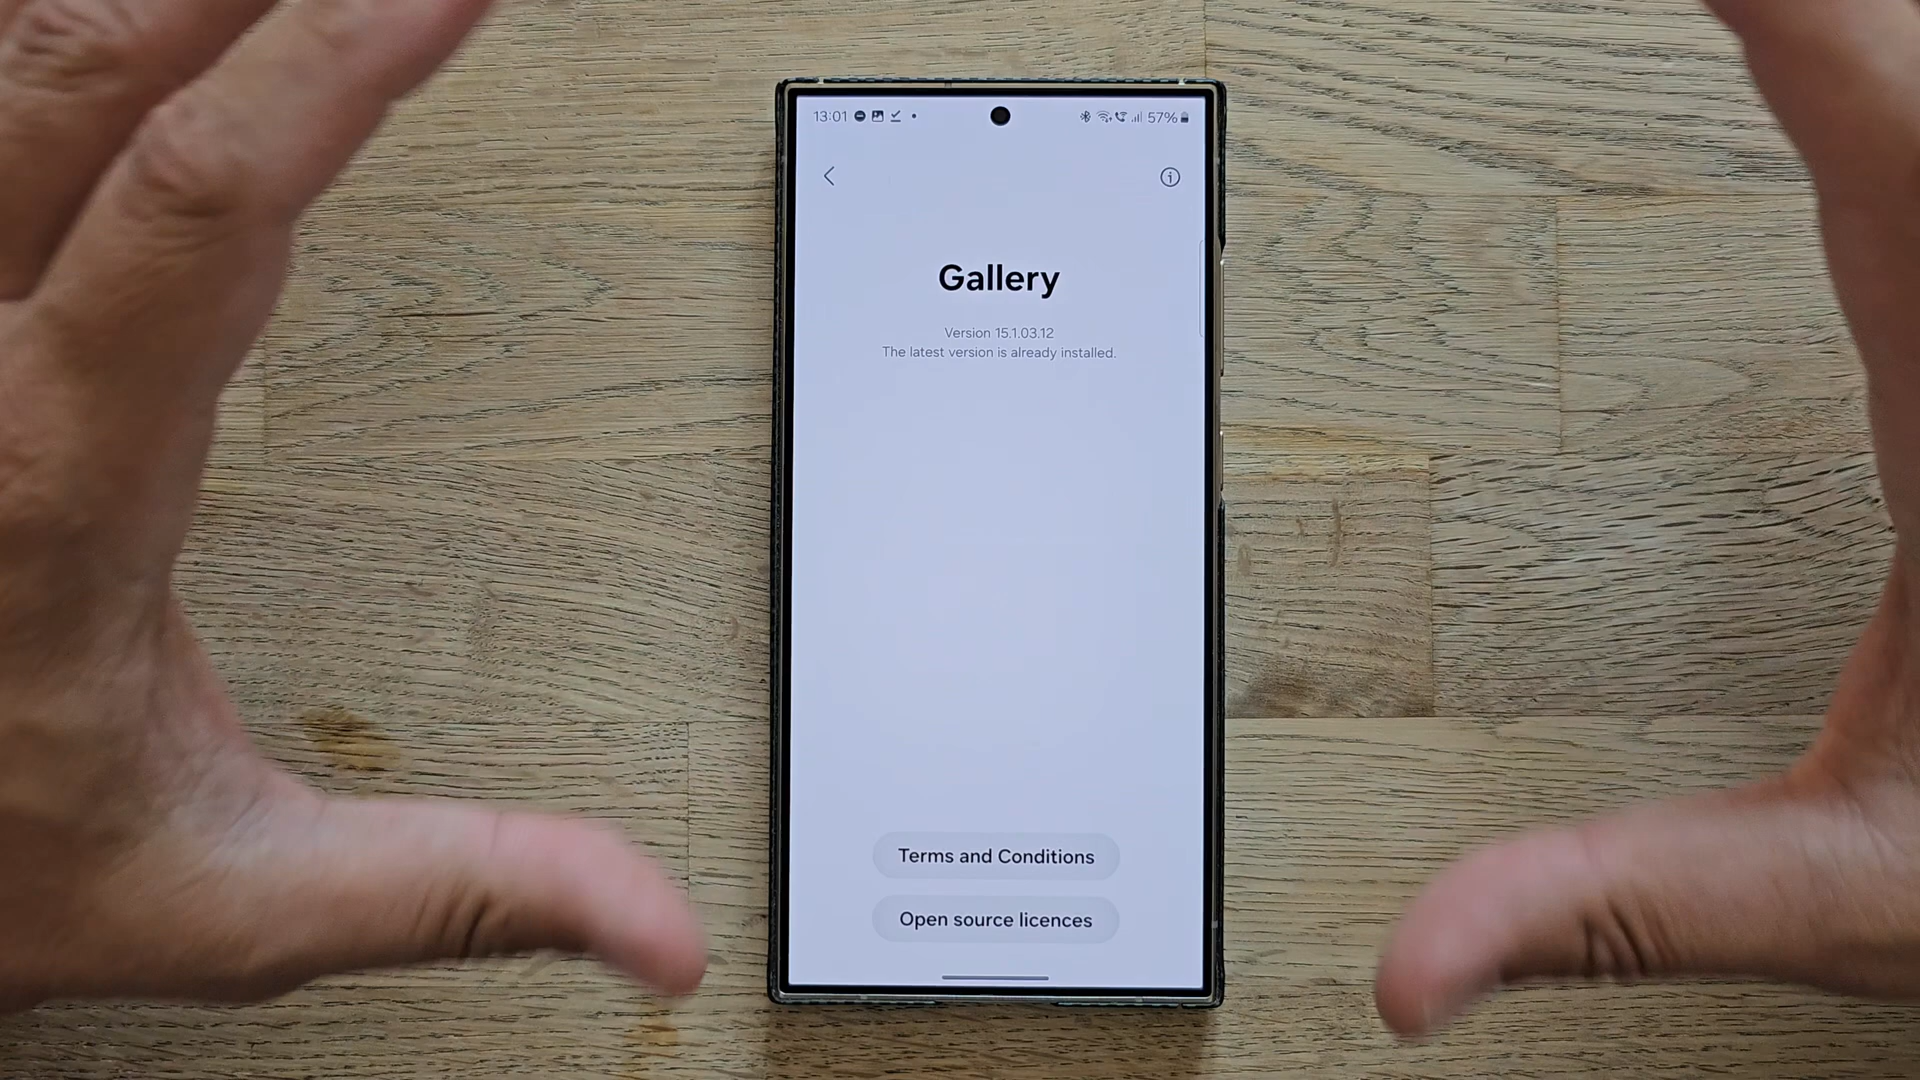 13:01 57%
Gallery
Version 15.1.03.12
The latest version is already installed.
Terms and Conditions
Open source licences